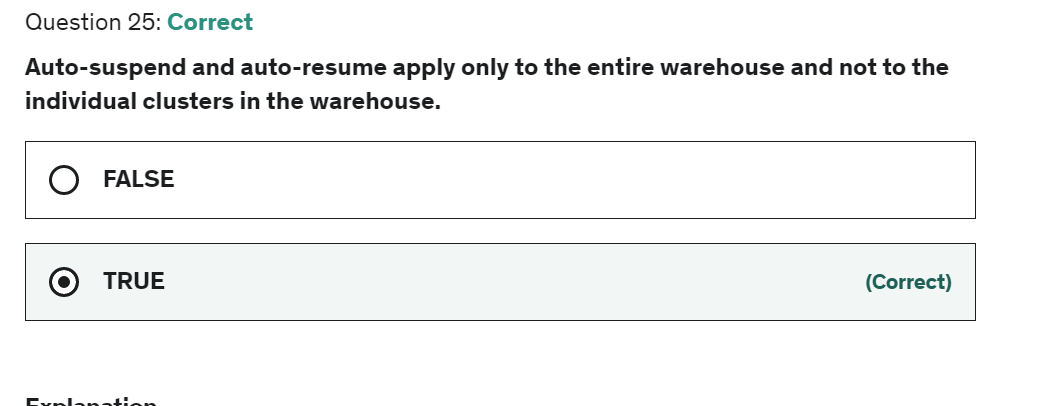 Question 25: Correct
Auto-suspend and auto-resume apply only to the entire warehouse and not to the
individual clusters in the warehouse.
FALSE
TRUE
(Correct)
Explanation